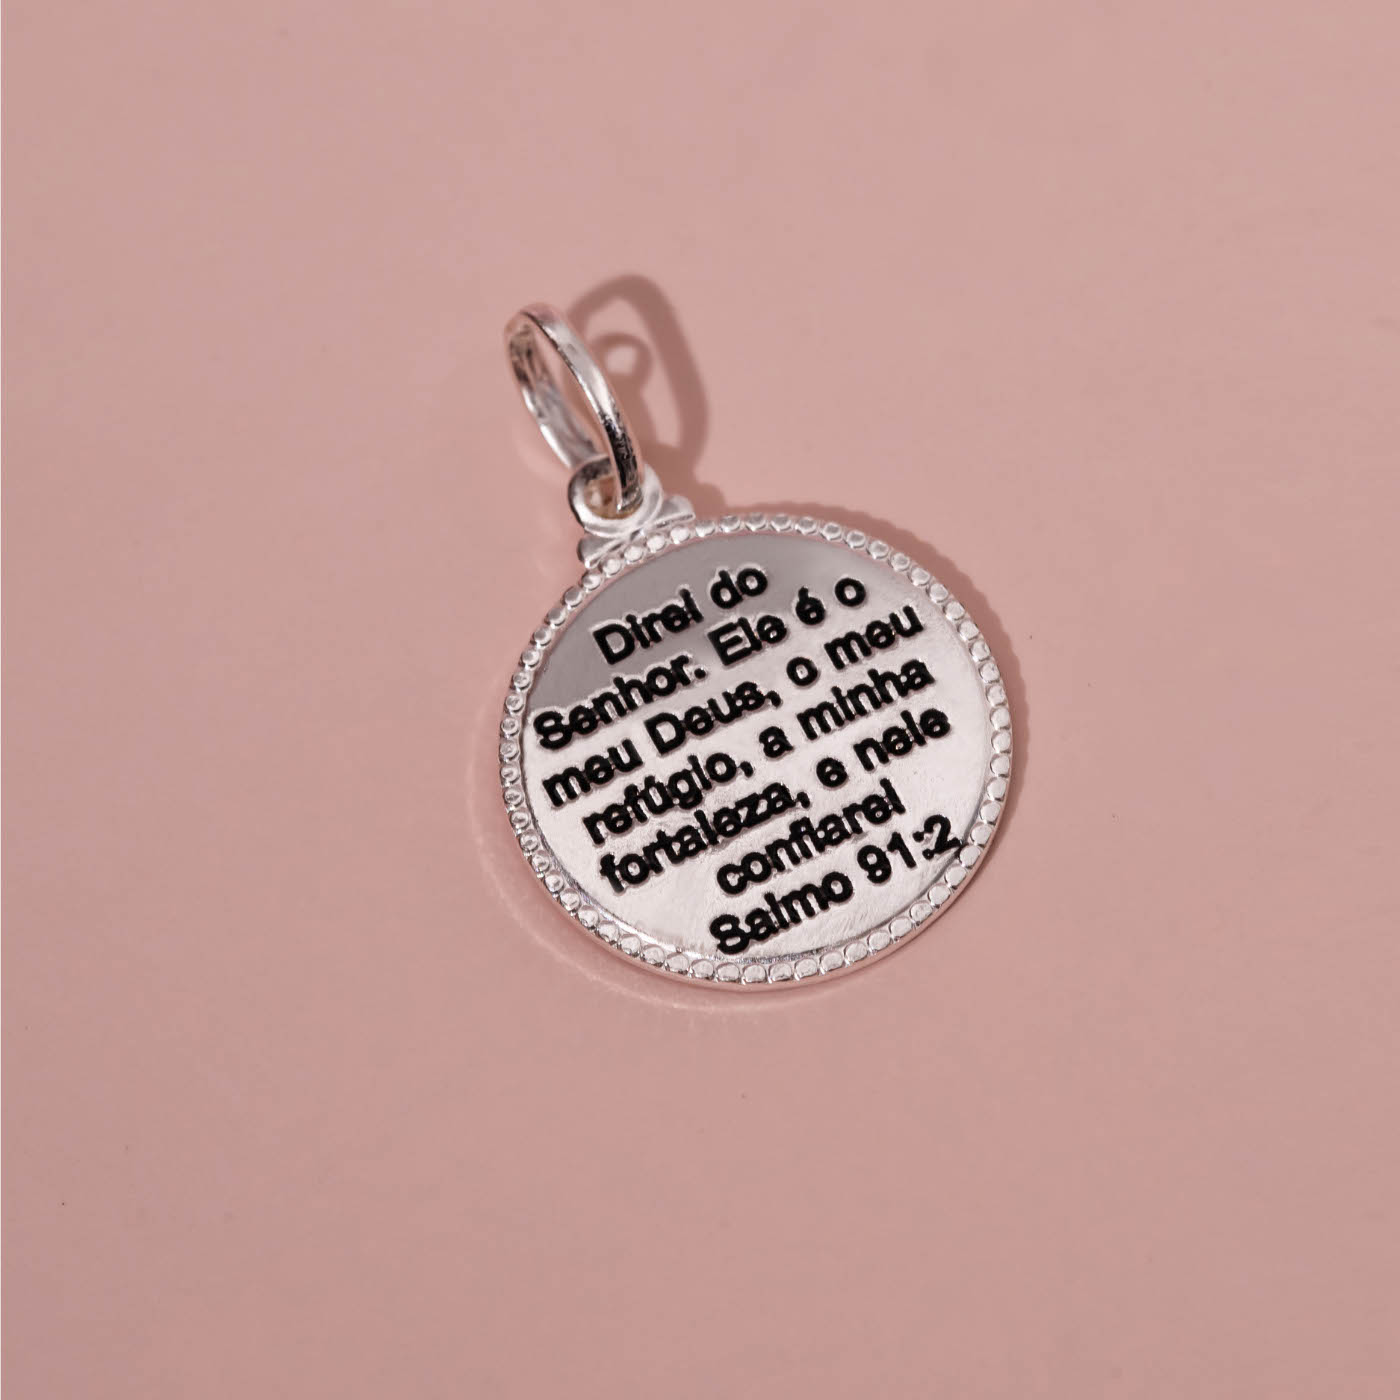 Direi do
Senhor. Ele é o
meu Deus, o meu
refúgio, a minha
fortaleza, e nele
confiarei
Salmo 91:2